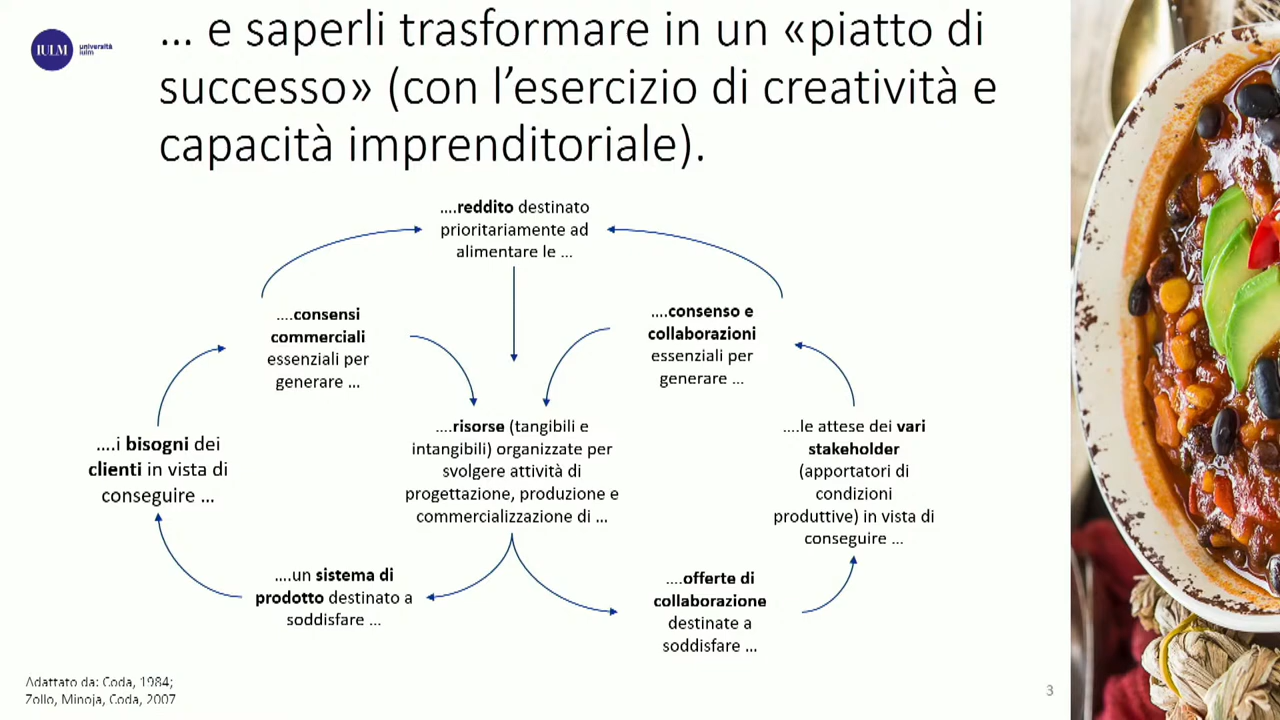 ... e saperli trasformare in un «piatto di
successo» (con l’esercizio di creatività e
capacità imprenditoriale).
IULM
università
iulm
....reddito destinato
prioritariamente ad
alimentare le ...
....consensi
commerciali
essenziali per
generare ...
....consenso e
collaborazioni
essenziali per
generare ...
....i bisogni dei
clienti in vista di
conseguire ...
....risorse (tangibili e
intangibili) organizzate per
svolgere attività di
progettazione, produzione e
commercializzazione di ...
....le attese dei vari
stakeholder
(apportatori di
condizioni
produttive) in vista di
conseguire ...
....un sistema di
prodotto destinato a
soddisfare ...
....offerte di
collaborazione
destinate a
soddisfare ...
Adattato da: Coda, 1984;
Zollo, Minoja, Coda, 2007
3